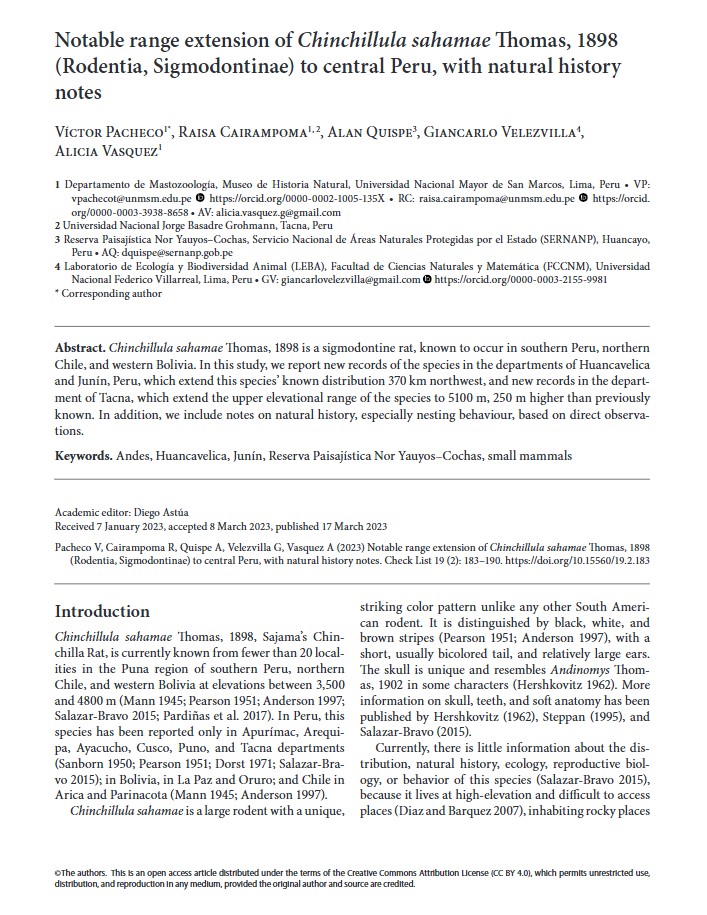 Notable range extension of Chinchillula sahamae Thomas, 1898
(Rodentia, Sigmodontinae) to central Peru, with natural history
notes
Víctor Pacheco1*, Raisa Cairampoma1, 2, Alan Quispe3, Giancarlo Velezvilla4,
Alicia Vasquez1
1 Departamento de Mastozoología, Museo de Historia Natural, Universidad Nacional Mayor de San Marcos, Lima, Peru • VP:
vpachecot@unmsm.edu.pe https://orcid.org/0000-0002-1005-135X • RC: raisa.cairampoma@unmsm.edu.pe https://orcid.
org/0000-0003-3938-8658 • AV: alicia.vasquez.g@gmail.com
2 Universidad Nacional Jorge Basadre Grohmann, Tacna, Peru
3 Reserva Paisajística Nor Yauyos–Cochas, Servicio Nacional de Áreas Naturales Protegidas por el Estado (SERNANP), Huancayo,
Peru • AQ: dquispe@sernanp.gob.pe
4 Laboratorio de Ecología y Biodiversidad Animal (LEBA), Facultad de Ciencias Naturales y Matemática (FCCNM), Universidad
Nacional Federico Villarreal, Lima, Peru • GV: giancarlovelezvilla@gmail.com https://orcid.org/0000-0003-2155-9981
* Corresponding author
Abstract. Chinchillula sahamae Thomas, 1898 is a sigmodontine rat, known to occur in southern Peru, northern
Chile, and western Bolivia. In this study, we report new records of the species in the departments of Huancavelica
and Junín, Peru, which extend this species' known distribution 370 km northwest, and new records in the depart-
ment of Tacna, which extend the upper elevational range of the species to 5100 m, 250 m higher than previously
known. In addition, we include notes on natural history, especially nesting behaviour, based on direct observa-
tions.
Keywords. Andes, Huancavelica, Junín, Reserva Paisajística Nor Yauyos–Cochas, small mammals
Academic editor: Diego Astúa
Received 7 January 2023, accepted 8 March 2023, published 17 March 2023
Pacheco V, Cairampoma R, Quispe A, Velezvilla G, Vasquez A (2023) Notable range extension of Chinchillula sahamae Thomas, 1898
(Rodentia, Sigmodontinae) to central Peru, with natural history notes. Check List 19 (2): 183–190. https://doi.org/10.15560/19.2.183
Introduction
Chinchillula sahamae Thomas, 1898, Sajama's Chin-
chilla Rat, is currently known from fewer than 20 local-
ities in the Puna region of southern Peru, northern
Chile, and western Bolivia at elevations between 3,500
and 4800 m (Mann 1945; Pearson 1951; Anderson 1997;
Salazar-Bravo 2015; Pardiñas et al. 2017). In Peru, this
species has been reported only in Apurímac, Arequi-
pa, Ayacucho, Cusco, Puno, and Tacna departments
(Sanborn 1950; Pearson 1951; Dorst 1971; Salazar-Bra-
vo 2015); in Bolivia, in La Paz and Oruro; and Chile in
Arica and Parinacota (Mann 1945; Anderson 1997).
Chinchillula sahamae is a large rodent with a unique,
striking color pattern unlike any other South Ameri-
can rodent. It is distinguished by black, white, and
brown stripes (Pearson 1951; Anderson 1997), with a
short, usually bicolored tail, and relatively large ears.
The skull is unique and resembles Andinomys Thom-
as, 1902 in some characters (Hershkovitz 1962). More
information on skull, teeth, and soft anatomy has been
published by Hershkovitz (1962), Steppan (1995), and
Salazar-Bravo (2015).
Currently, there is little information about the dis-
tribution, natural history, ecology, reproductive biol-
ogy, or behavior of this species (Salazar-Bravo 2015),
because it lives at high-elevation and difficult to access
places (Diaz and Barquez 2007), inhabiting rocky places
©The authors. This is an open access article distributed under the terms of the Creative Commons Attribution License (CC BY 4.0), which permits unrestricted use,
distribution, and reproduction in any medium, provided the original author and source are credited.